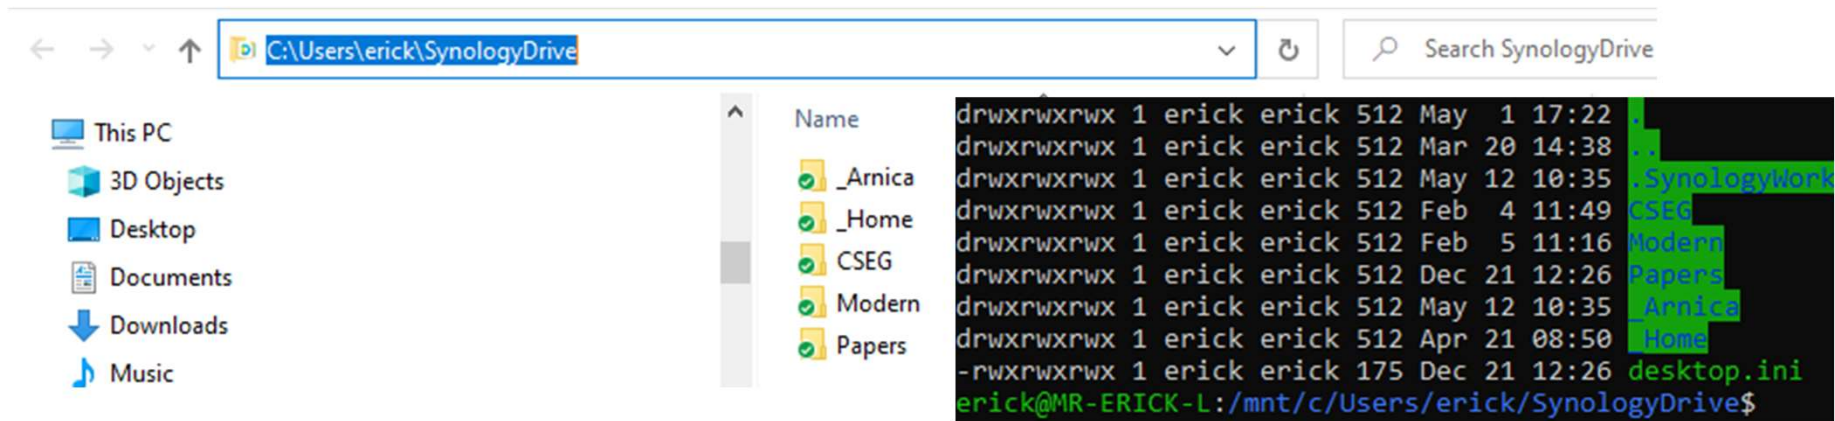 C:\Users\erick\SynologyDrive
Search SynologyDrive
This PC
3D Objects
Desktop
Documents
Downloads
Music
Name
_Arnica
_Home
CSEG
Modern
Papers
drwxrwxrwx 1 erick erick 512 May  1 17:22 .
drwxrwxrwx 1 erick erick 512 Mar 20 14:38 ..
drwxrwxrwx 1 erick erick 512 May 12 10:35 .SynologyWork
drwxrwxrwx 1 erick erick 512 Feb  4 11:49 CSEG
drwxrwxrwx 1 erick erick 512 Feb  5 11:16 Modern
drwxrwxrwx 1 erick erick 512 Dec 21 12:26 Papers
drwxrwxrwx 1 erick erick 512 May 12 10:35 _Arnica
drwxrwxrwx 1 erick erick 512 Apr 21 08:50 _Home
-rwxrwxrwx 1 erick erick 175 Dec 21 12:26 desktop.ini
erick@MR-ERICK-L:/mnt/c/Users/erick/SynologyDrive$